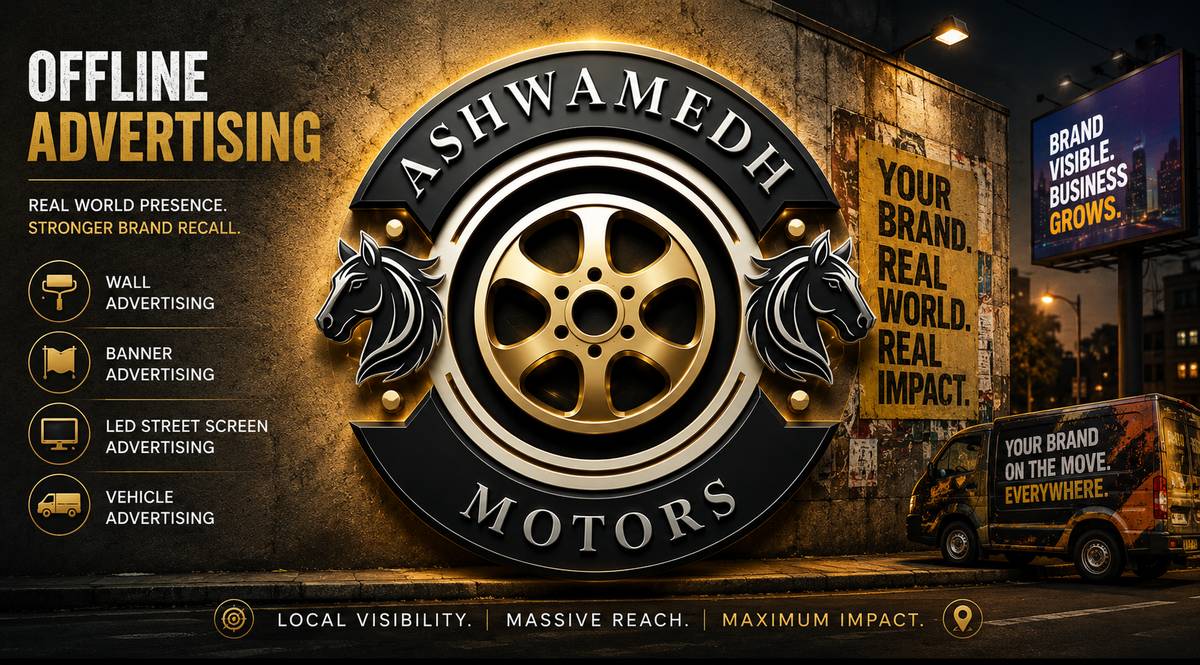 OFFLINE
ADVERTISING
REAL WORLD PRESENCE.
STRONGER BRAND RECALL.
WALL
ADVERTISING
BANNER
ADVERTISING
LED STREET SCREEN
ADVERTISING
VEHICLE
ADVERTISING
ASHWAMEDH
MOTORS
YOUR
BRAND.
REAL
WORLD.
REAL
IMPACT.
BRAND
VISIBLE.
BUSINESS
GROWS.
YOUR BRAND
ON THE MOVE.
EVERYWHERE.
LOCAL VISIBILITY. | MASSIVE REACH. | MAXIMUM IMPACT.